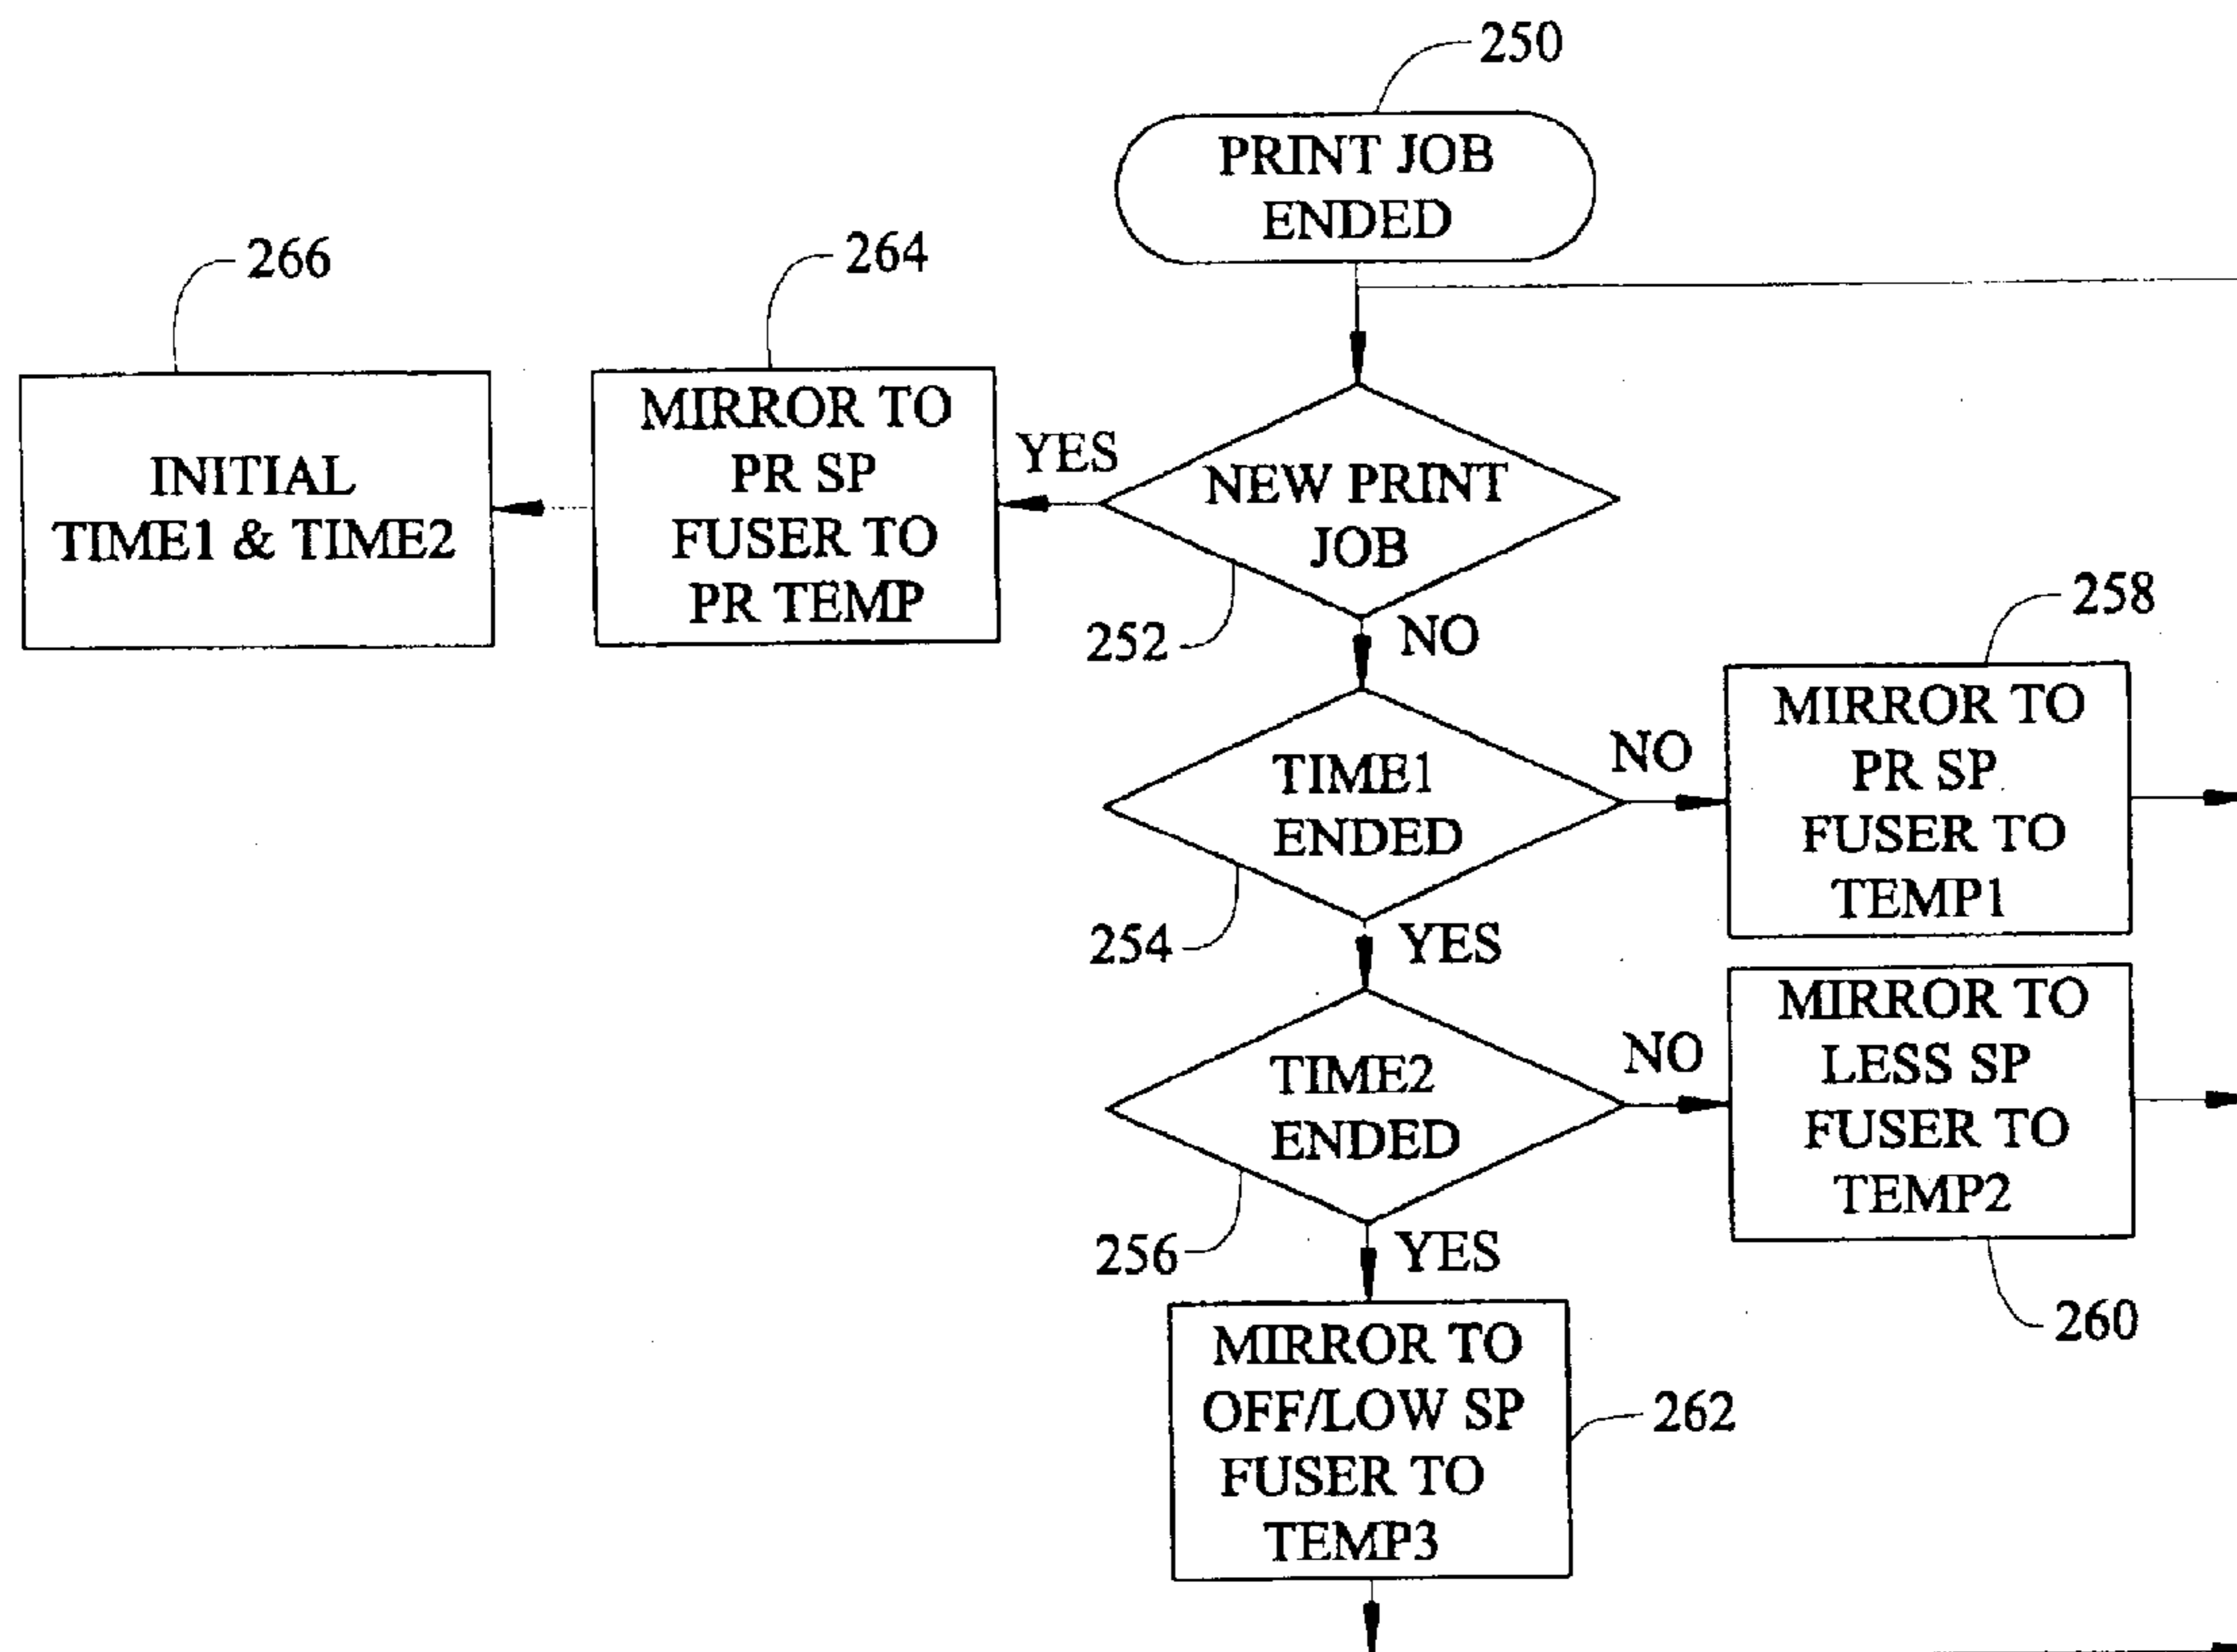 250
PRINT JOB
ENDED
266
264
INITIAL
TIME1 & TIME2
MIRROR TO
PR SP
FUSER TO
PR TEMP
YES
NEW PRINT
JOB
252
NO
258
TIME1
ENDED
NO
MIRROR TO
PR SP
FUSER TO
TEMP1
254
YES
TIME2
ENDED
NO
MIRROR TO
LESS SP
FUSER TO
TEMP2
256
YES
260
MIRROR TO
OFF/LOW SP
FUSER TO
TEMP3
262